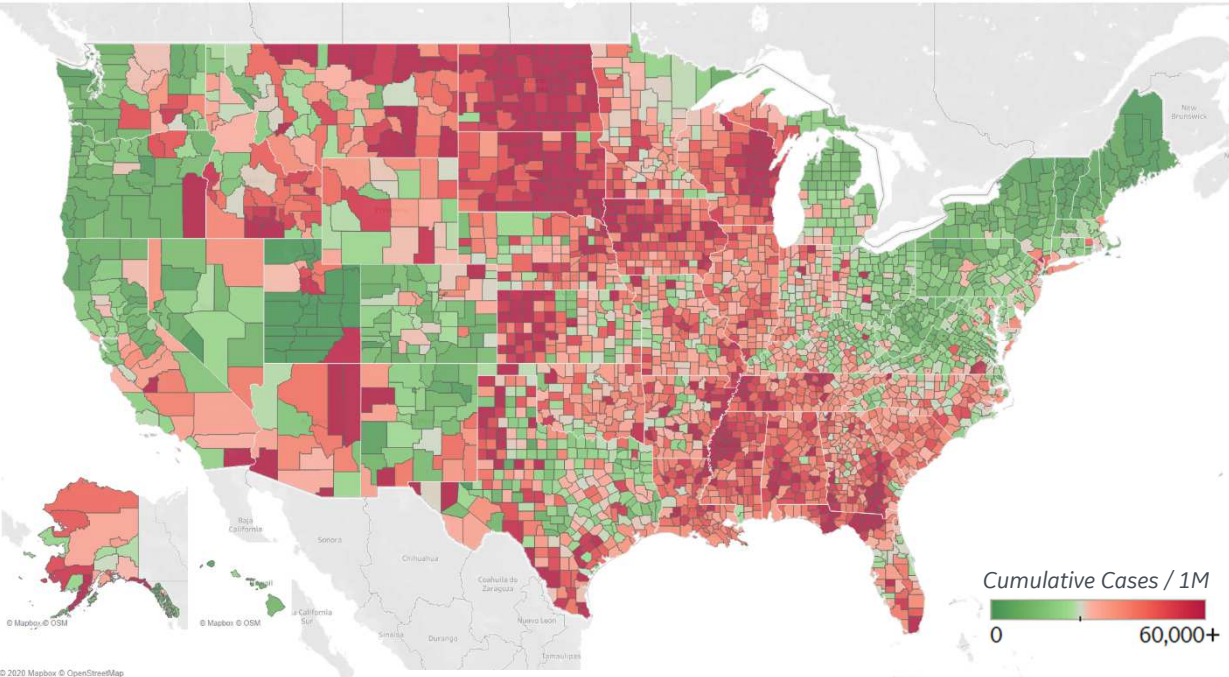 New
Brunswick
Baja
California
Sonora
Chihuahua
Coahuila de
Zaragoza
Nuevo León
Tamaulipas
Durango
Sinaloa
a California
Sur
© Mapbox © OSM
© Mapbox © OSM
Cumulative Cases / 1M
0
60,000+
© 2020 Mapbox © OpenStreetMap